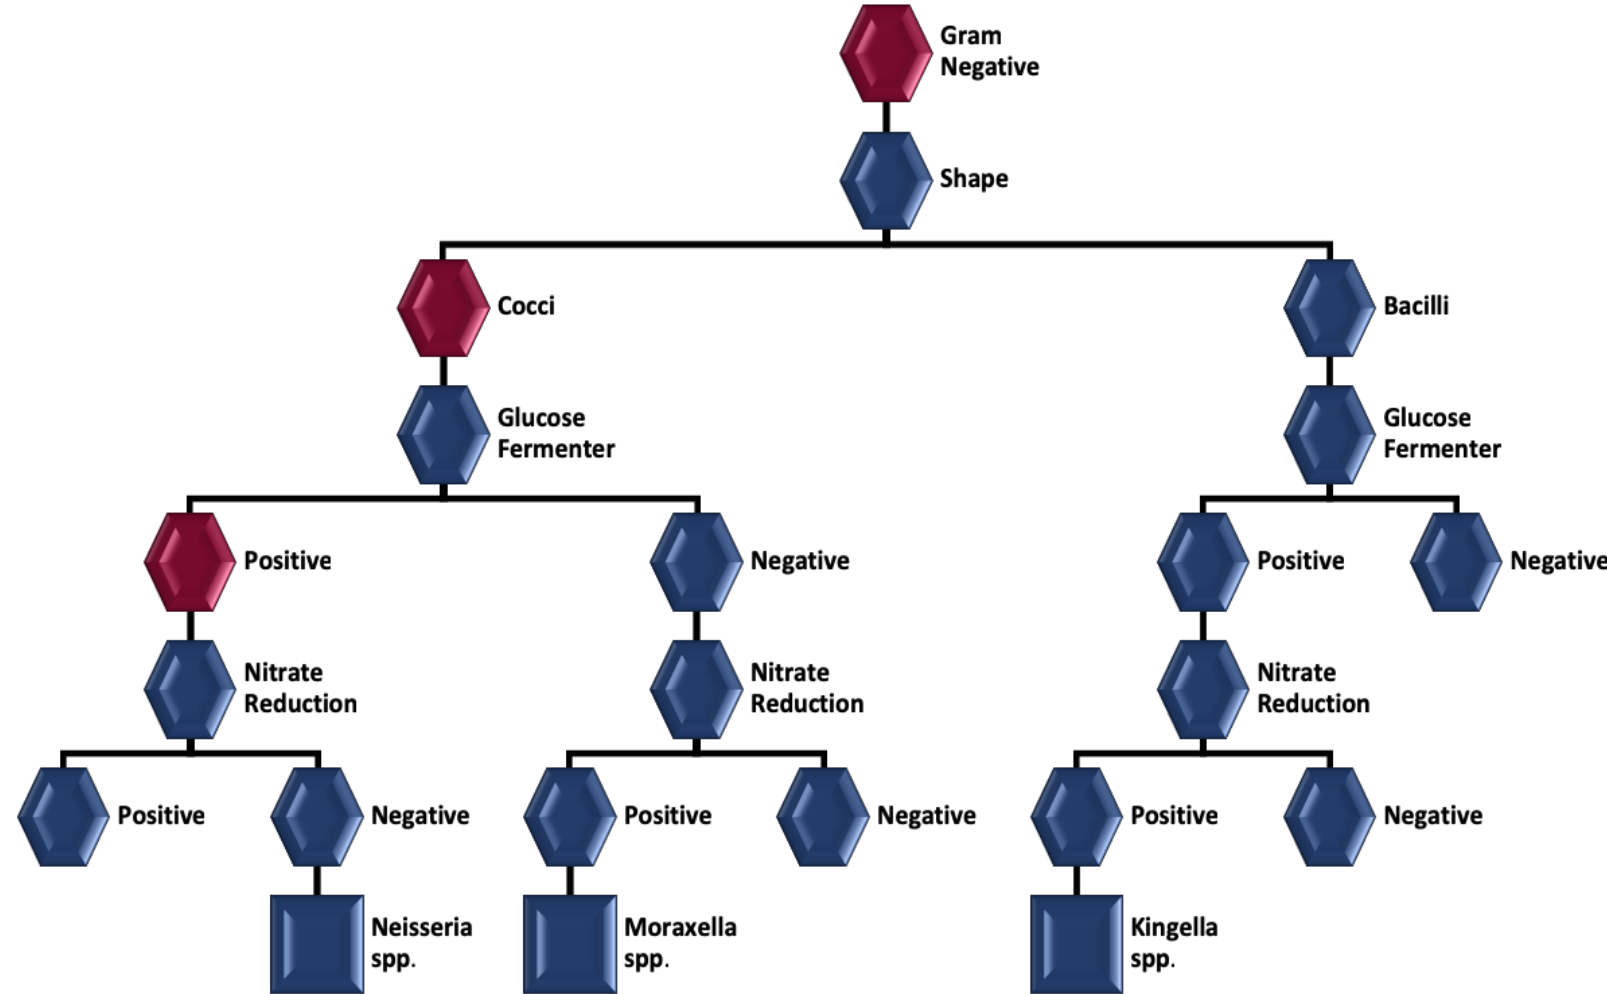 Gram
Negative
Shape
Cocci
Bacilli
Glucose
Fermenter
Glucose
Fermenter
Positive
Negative
Positive
Negative
Nitrate
Reduction
Nitrate
Reduction
Nitrate
Reduction
Positive
Negative
Positive
Negative
Positive
Negative
Neisseria
spp.
Moraxella
spp.
Kingella
spp.